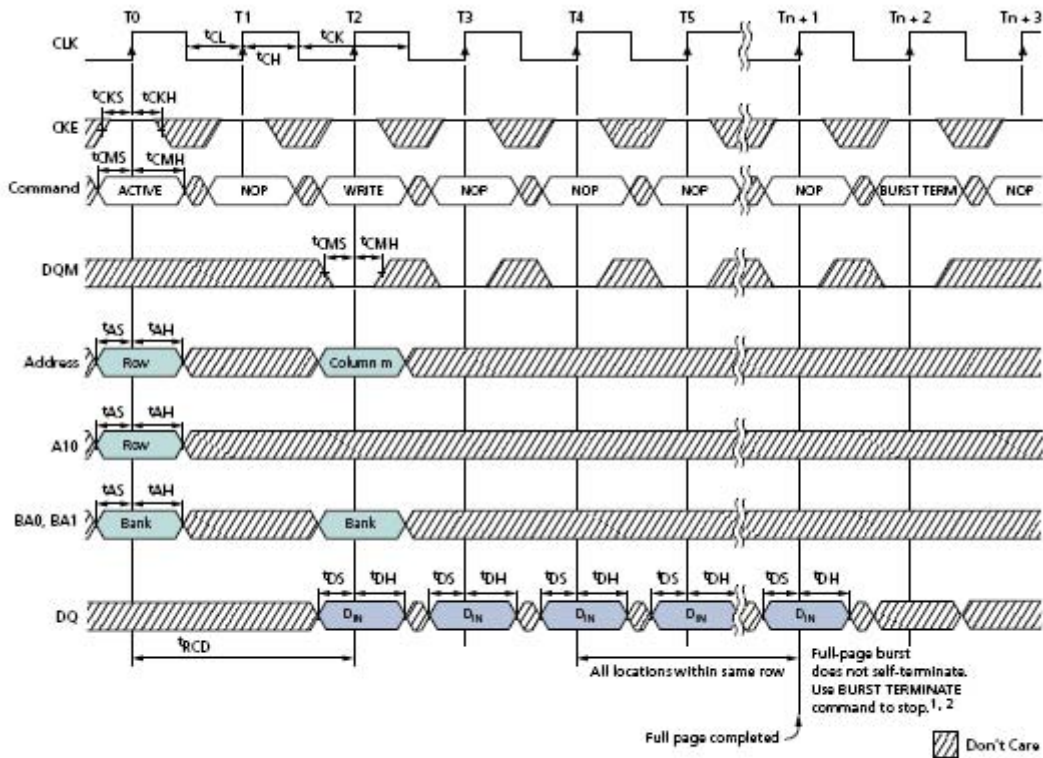 T0 T1 T2 T3 T4 T5 Tn + 1 Tn + 2 Tn + 3
CLK
tCL tCK
tCH
tCKS tCKH
CKE
tCMS tCMH
Command ACTIVE NOP WRITE NOP NOP NOP NOP BURST TERM NOP
tCMS tCMH
DQM
tAS tAH
Address Row Column m
tAS tAH
A10 Row
tAS tAH
BA0, BA1 Bank Bank
tDS tDH tDS tDH tDS tDH tDS tDH tDS tDH
DQ DIN DIN DIN DIN DIN
tRCD
All locations within same row
Full-page burst
does not self-terminate.
Use BURST TERMINATE
command to stop.1, 2
Full page completed
Don't Care